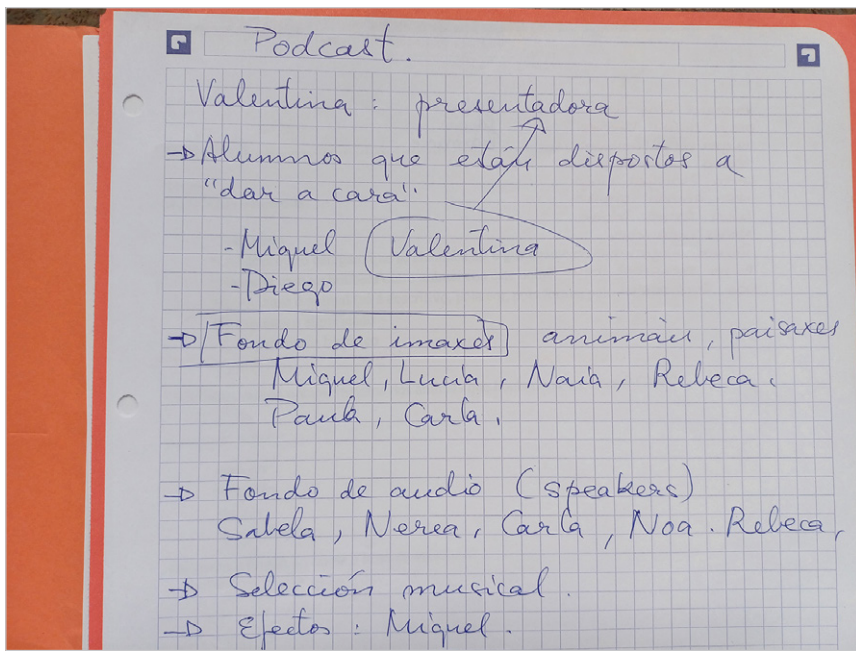 Podcast.
Valentina : presentadora
→ Alumnos que están dispostos a
"dar a cara".
- Miguel Valentina
- Diego
→ Fondo de imaxes animáis, paisaxes
Miguel, Lucía, Naia, Rebeca.
Paula, Carla.
→ Fondo de audio (speakers)
Sabela, Nerea, Carla, Noa. Rebeca,
→ Selección musical.
→ Efectos : Miguel.